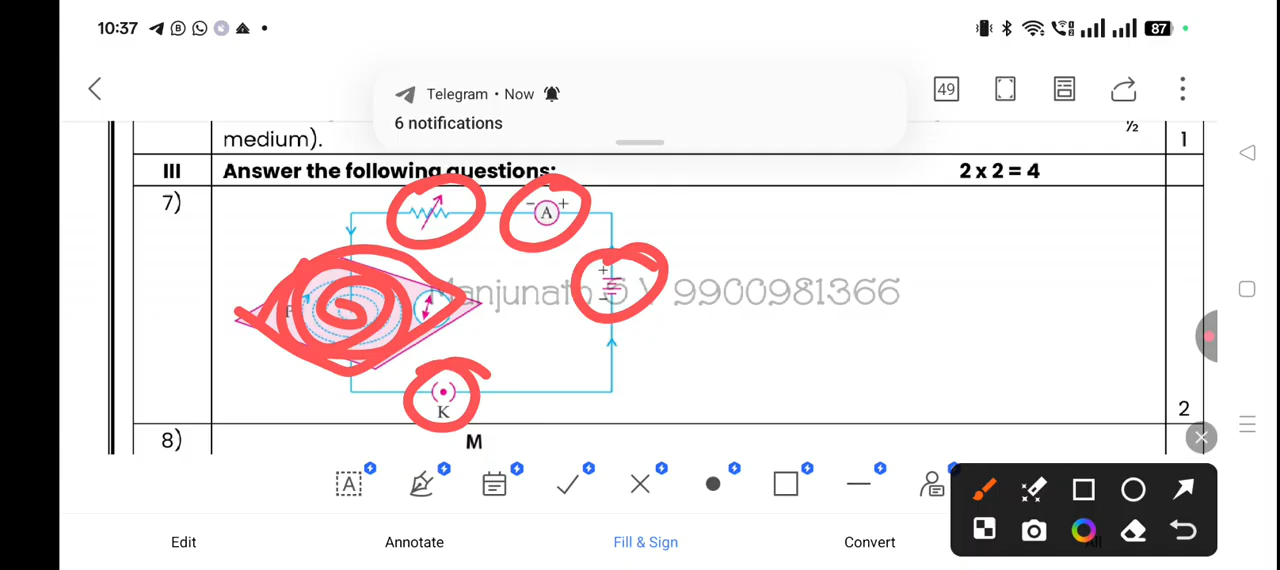 10:37
87
Telegram • Now
6 notifications
49
medium).
½
1
III Answer the following questions: 2 x 2 = 4
7)
A
- +
+
-
P
Manjunath S V 9900981366
K
2
8) M
A
Edit Annotate Fill & Sign Convert All